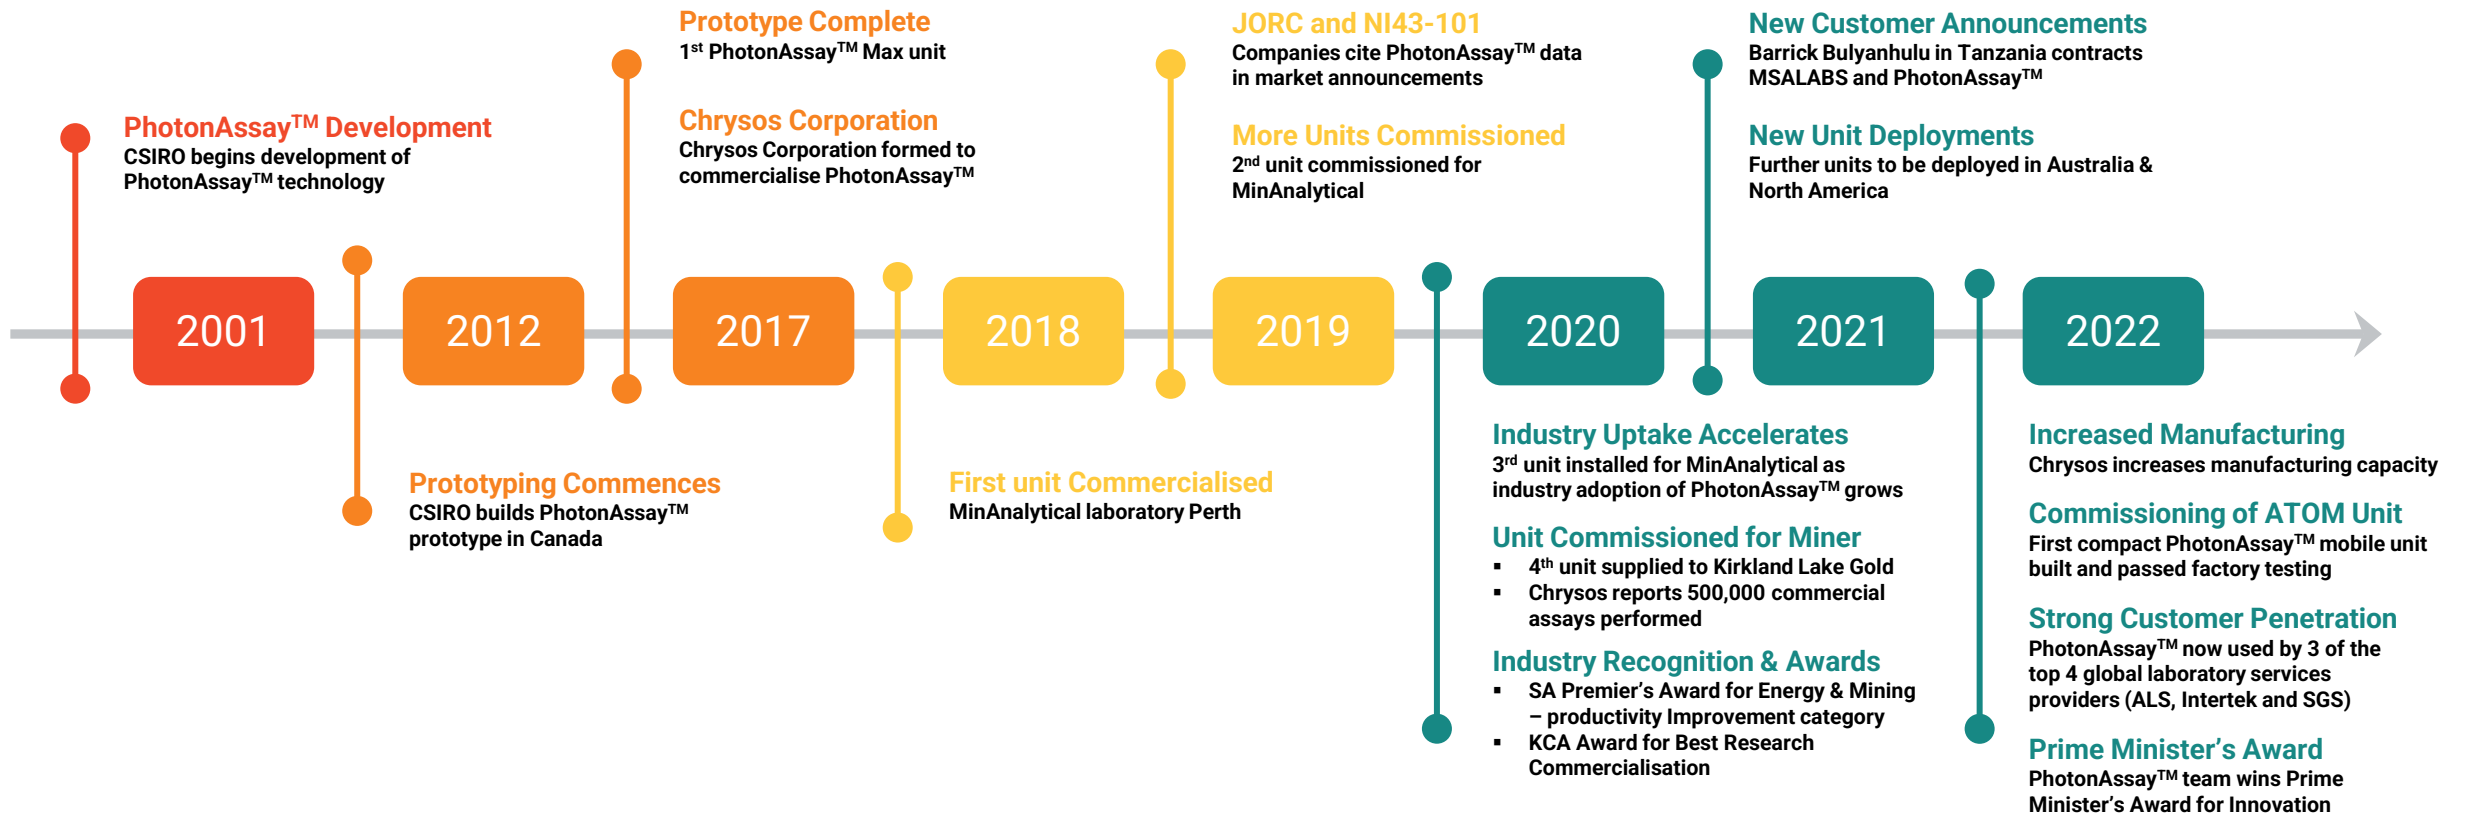 PhotonAssay™ Development
CSIRO begins development of
PhotonAssay™ technology
2001
2012
Prototyping Commences
CSIRO builds PhotonAssay™
prototype in Canada
Prototype Complete
1st PhotonAssay™ Max unit
Chrysos Corporation
Chrysos Corporation formed to
commercialise PhotonAssay™
2017
2018
First unit Commercialised
MinAnalytical laboratory Perth
JORC and NI43-101
Companies cite PhotonAssay™ data
in market announcements
More Units Commissioned
2nd unit commissioned for
MinAnalytical
2019
2020
Industry Uptake Accelerates
3rd unit installed for MinAnalytical as
industry adoption of PhotonAssay™ grows
Unit Commissioned for Miner
▪ 4th unit supplied to Kirkland Lake Gold
▪ Chrysos reports 500,000 commercial
assays performed
Industry Recognition & Awards
▪ SA Premier’s Award for Energy & Mining
– productivity Improvement category
▪ KCA Award for Best Research
Commercialisation
New Customer Announcements
Barrick Bulyanhulu in Tanzania contracts
MSALABS and PhotonAssay™
New Unit Deployments
Further units to be deployed in Australia &
North America
2021
2022
Increased Manufacturing
Chrysos increases manufacturing capacity
Commissioning of ATOM Unit
First compact PhotonAssay™ mobile unit
built and passed factory testing
Strong Customer Penetration
PhotonAssay™ now used by 3 of the
top 4 global laboratory services
providers (ALS, Intertek and SGS)
Prime Minister’s Award
PhotonAssay™ team wins Prime
Minister’s Award for Innovation